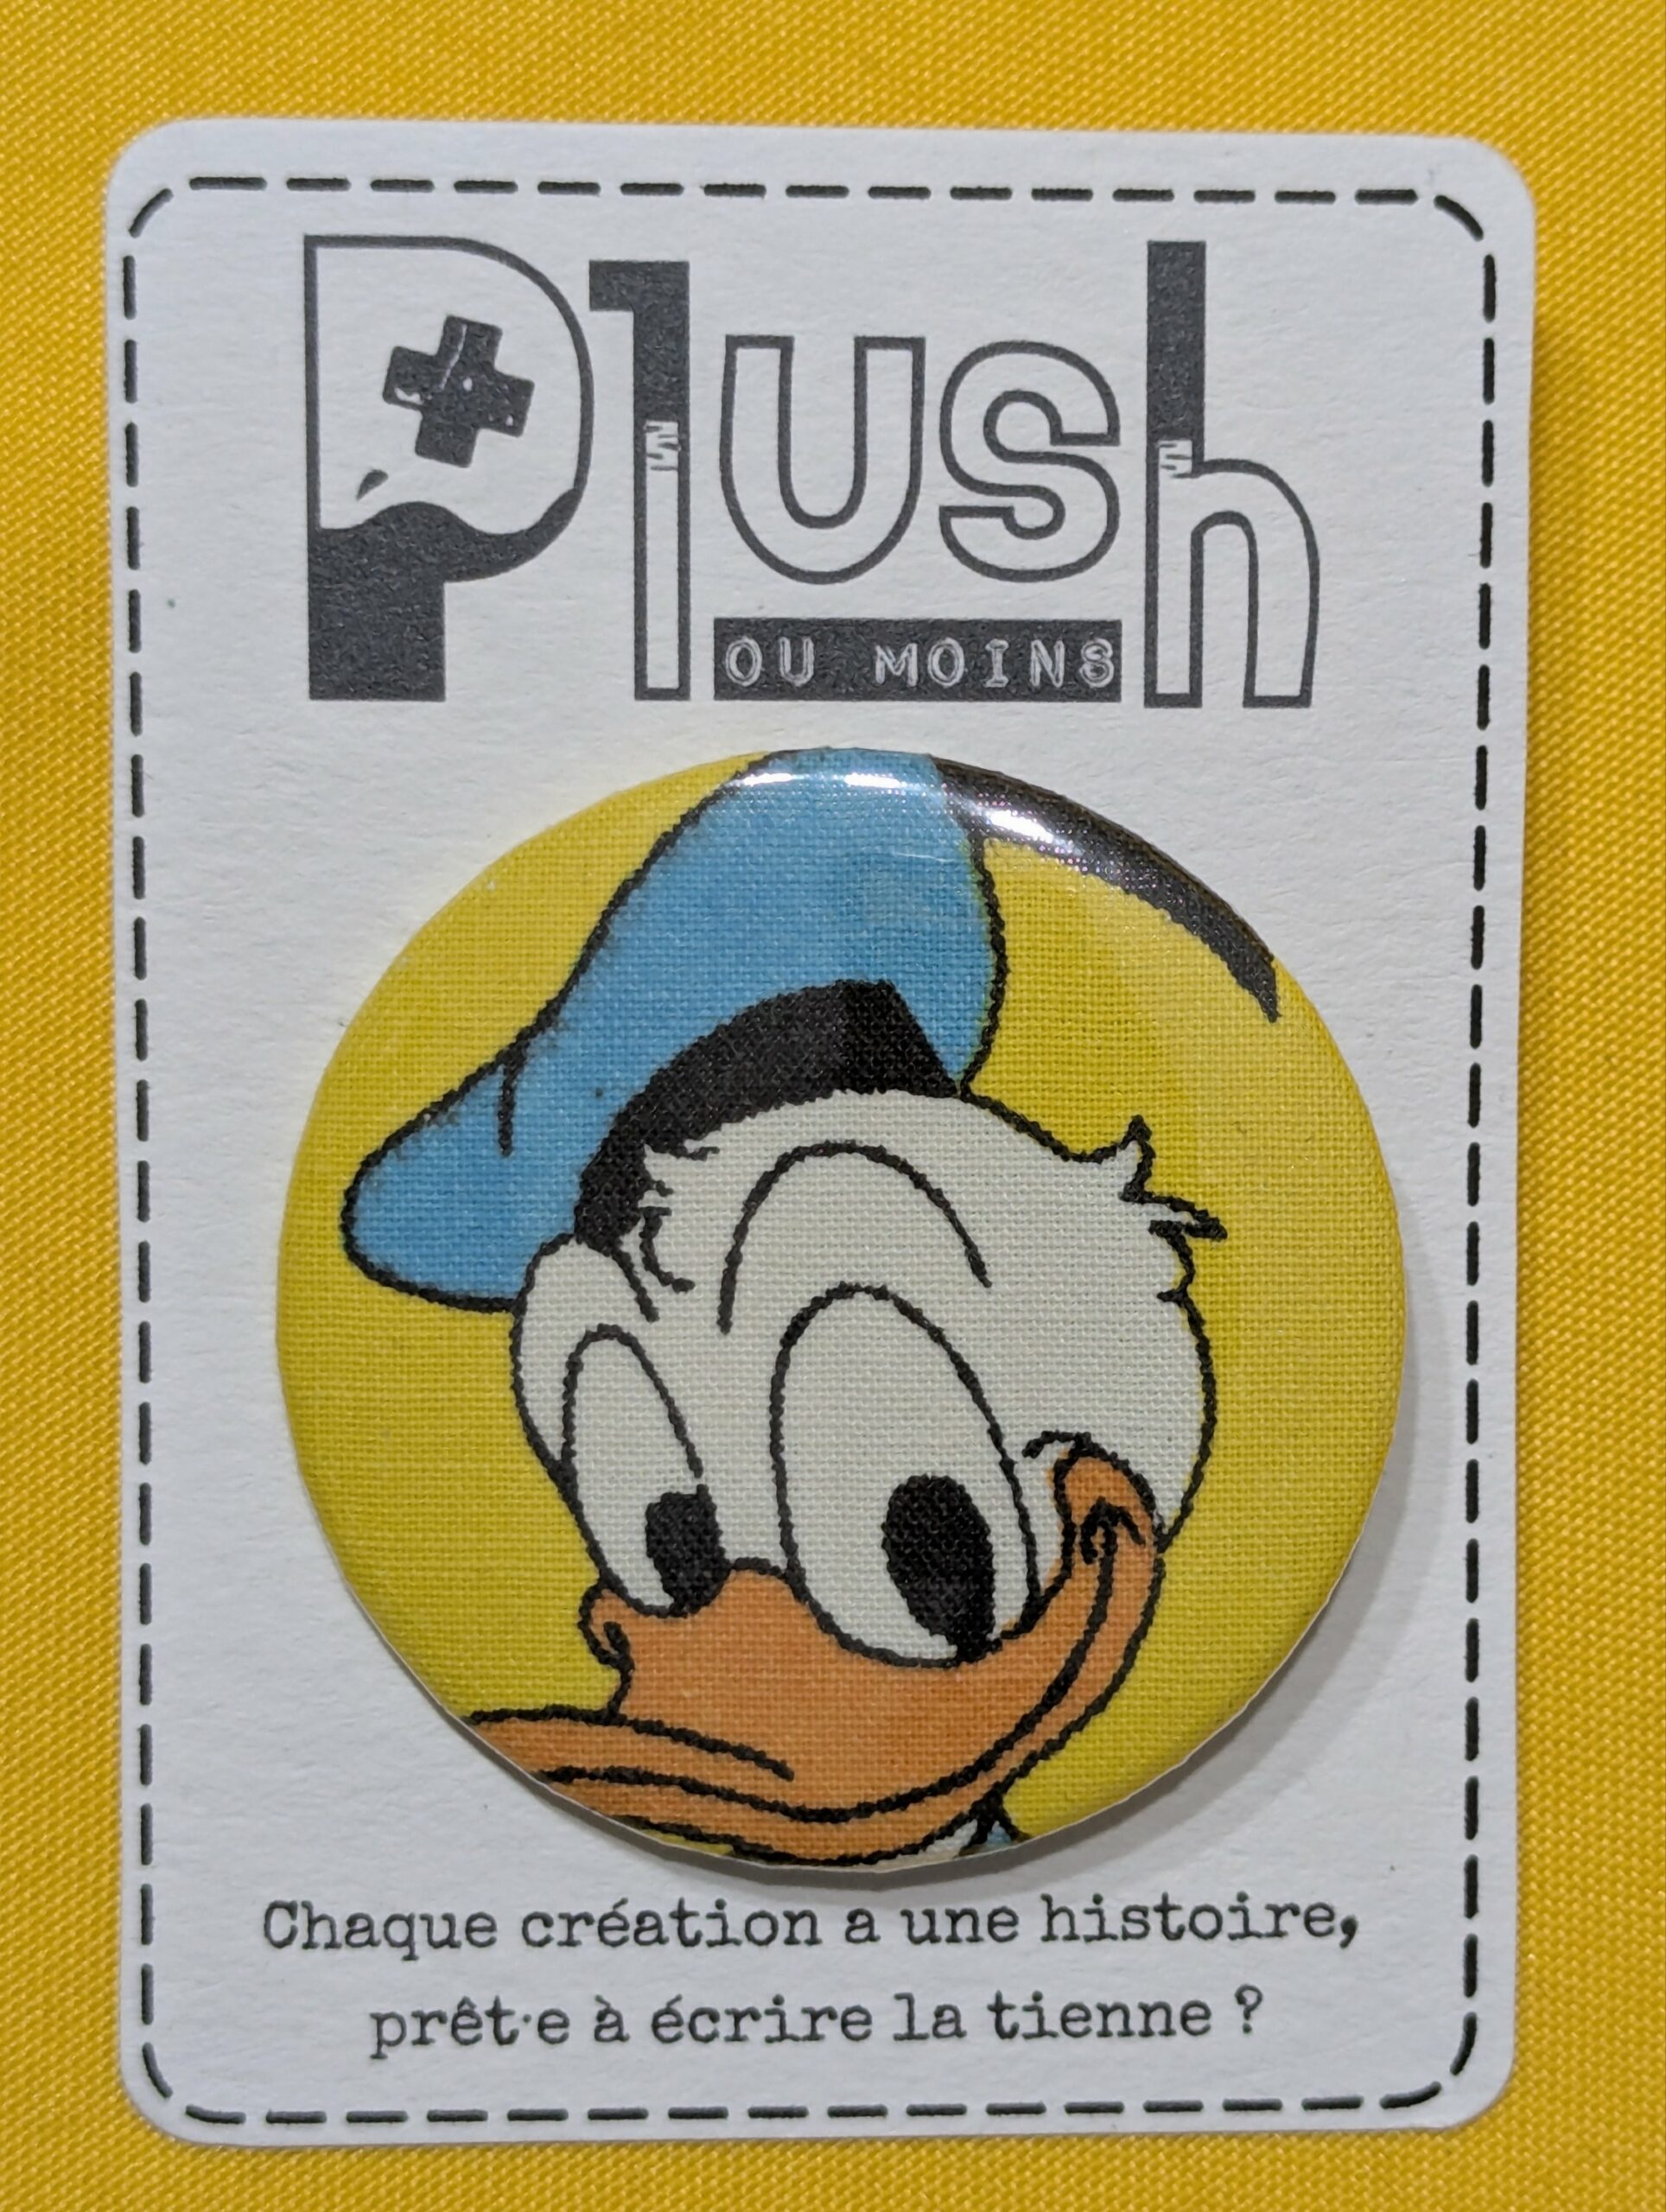 Plush
OU MOINS
Chaque création a une histoire,
prêt·e à écrire la tienne ?